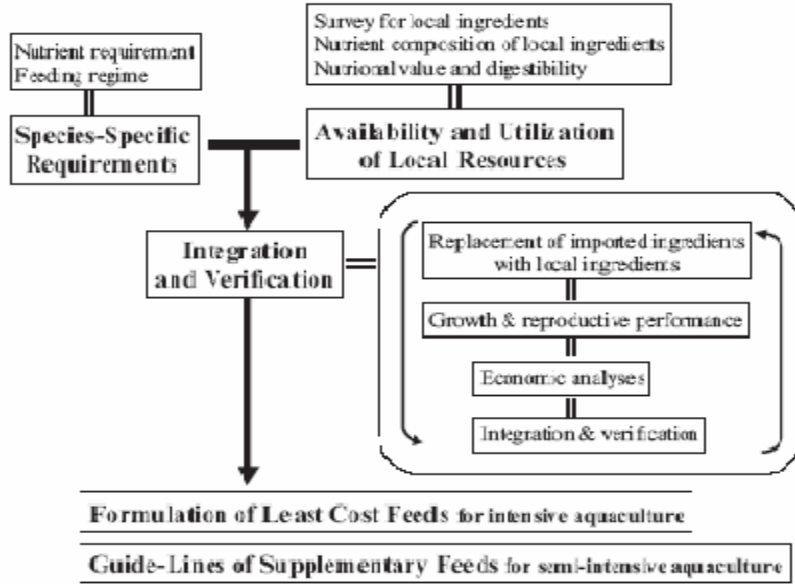 Survey for local ingredients
Nutrient composition of local ingredients
Nutrional value and digestibility
Nutrient requirement
Feeding regime
Species-Specific
Requirements
Availability and Utilization
of Local Resources
Integration
and Verification
Replacement of imported ingredients
with local ingredients
Growth & reproductive performance
Economic analyses
Integration & verification
Formulation of Least Cost Feeds for intensive aquaculture
Guide-Lines of Supplementary Feeds for semi-intensive aquaculture